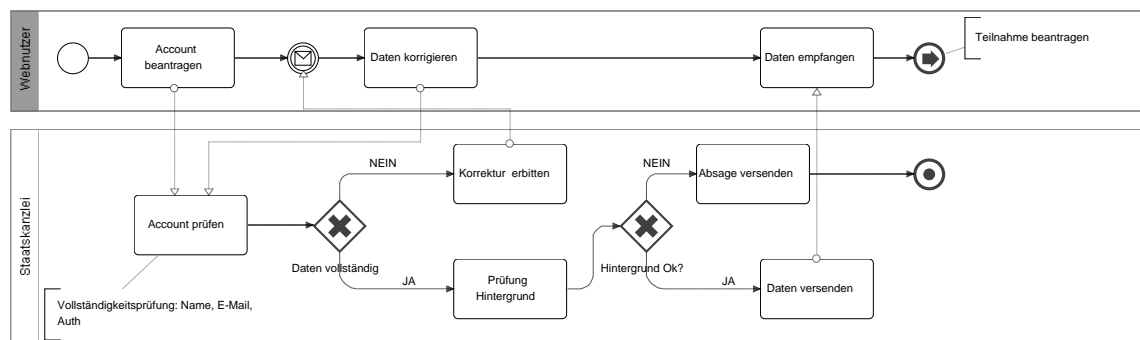 Webnutzer
Account
beantragen
Daten korrigieren
Daten empfangen
Teilnahme beantragen
Staatskanzlei
Account prüfen
Vollständigkeitsprüfung: Name, E-Mail,
Auth
Daten vollständig
NEIN
Korrektur erbitten
JA
Prüfung
Hintergrund
Hintergrund Ok?
NEIN
Absage versenden
JA
Daten versenden